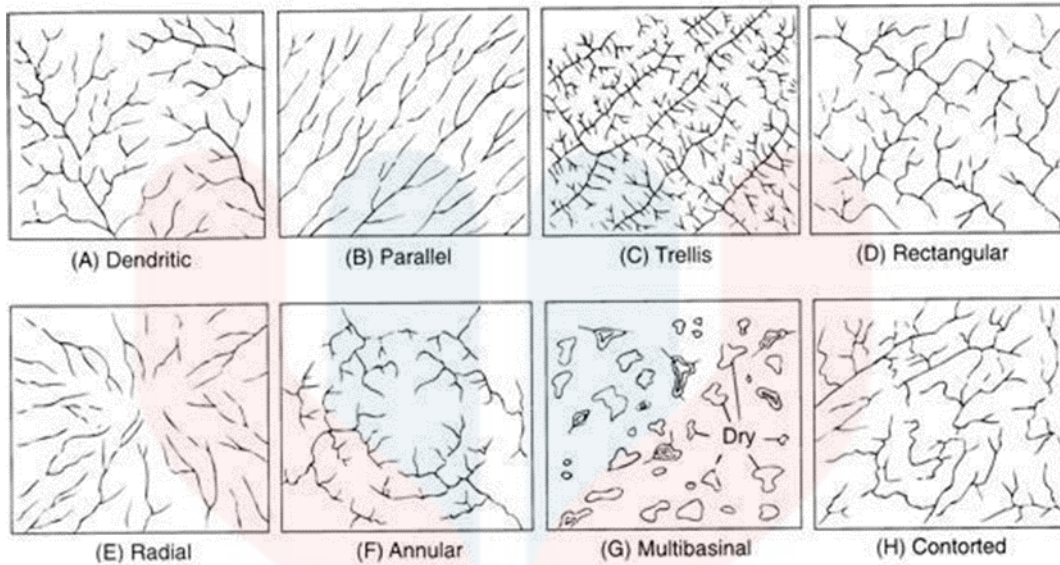 (A) Dendritic
(B) Parallel
(C) Trellis
(D) Rectangular
Dry
(E) Radial
(F) Annular
(G) Multibasinal
(H) Contorted